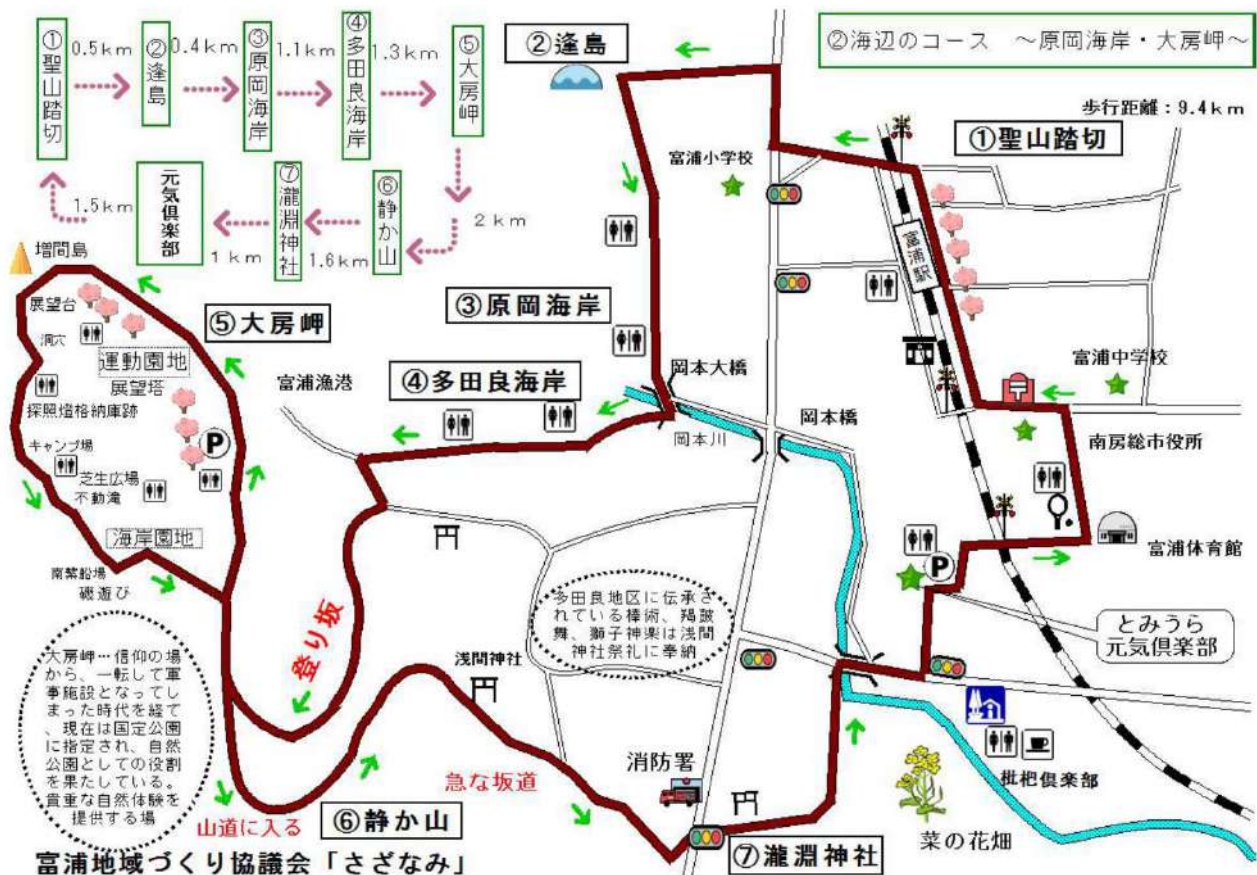 ②海辺のコース ～原岡海岸・大房岬～
歩行距離：9.4km
①聖山踏切
0.5km
②逢島
0.4km
③原岡海岸
1.1km
④多田良海岸
1.3km
⑤大房岬
2km
⑥静か山
1.6km
⑦瀧淵神社
1km
元気倶楽部
1.5km
②逢島
①聖山踏切
富浦小学校
富浦駅
富浦中学校
南房総市役所
富浦体育館
とみうら
元気倶楽部
③原岡海岸
岡本大橋
岡本川
岡本橋
④多田良海岸
富浦漁港
増間島
⑤大房岬
展望台
洞穴
運動園地
展望塔
探照燈格納庫跡
P
キャンプ場
芝生広場
不動滝
海岸園地
南繋船場
磯遊び
登り坂
大房岬…信仰の場
から、一転して軍
事施設となってし
まった時代を経て
、現在は国定公園
に指定され、自然
公園としての役割
を果たしている。
貴重な自然体験を
提供する場
山道に入る
⑥静か山
浅間神社
急な坂道
多田良地区に伝承さ
れている棒術、羯鼓
舞、獅子神楽は浅間
神社祭礼に奉納
P
消防署
⑦瀧淵神社
枇杷倶楽部
菜の花畑
富浦地域づくり協議会「さざなみ」